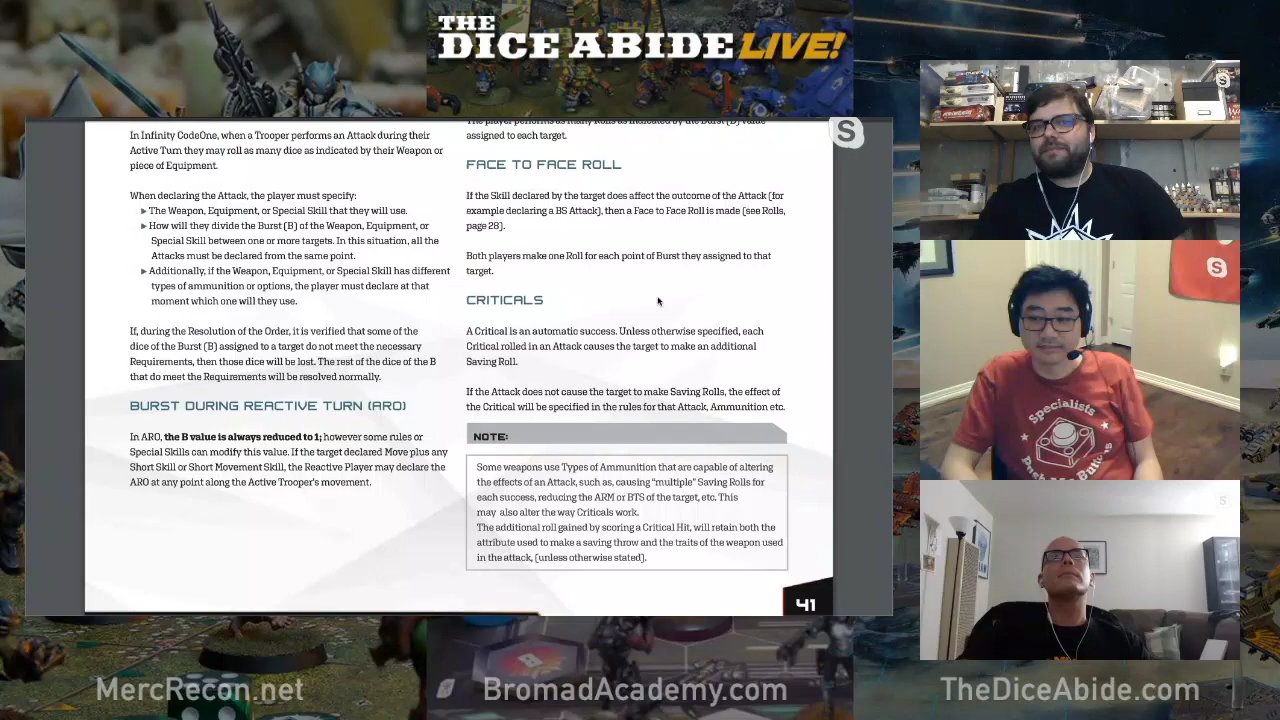 THE
DICE ABIDE LIVE!
In Infinity CodeOne, when a Trooper performs an Attack during their
Active Turn they may roll as many dice as indicated by their Weapon or
piece of Equipment.
When declaring the Attack, the player must specify:
► The Weapon, Equipment, or Special Skill that they will use.
► How will they divide the Burst (B) of the Weapon, Equipment, or
Special Skill between one or more targets. In this situation, all the
Attacks must be declared from the same point.
► Additionally, if the Weapon, Equipment, or Special Skill has different
types of ammunition or options, the player must declare at that
moment which one will they use.
If, during the Resolution of the Order, it is verified that some of the
dice of the Burst (B) assigned to a target do not meet the necessary
Requirements, then those dice will be lost. The rest of the dice of the B
that do meet the Requirements will be resolved normally.
BURST DURING REACTIVE TURN (ARO)
In ARO, the B value is always reduced to 1; however some rules or
Special Skills can modify this value. If the target declared Move plus any
Short Skill or Short Movement Skill, the Reactive Player may declare the
ARO at any point along the Active Trooper's movement.
The player performs as many Rolls as indicated by the Burst (B) value
assigned to each target.
FACE TO FACE ROLL
If the Skill declared by the target does affect the outcome of the Attack (for
example declaring a BS Attack), then a Face to Face Roll is made (see Rolls,
page 28).
Both players make one Roll for each point of Burst they assigned to that
target.
CRITICALS
A Critical is an automatic success. Unless otherwise specified, each
Critical rolled in an Attack causes the target to make an additional
Saving Roll.
If the Attack does not cause the target to make Saving Rolls, the effect of
the Critical will be specified in the rules for that Attack, Ammunition etc.
NOTE:
Some weapons use Types of Ammunition that are capable of altering
the effects of an Attack, such as, causing "multiple" Saving Rolls for
each success, reducing the ARM or BTS of the target, etc. This
may also alter the way Criticals work.
The additional roll gained by scoring a Critical Hit, will retain both the
attribute used to make a saving throw and the traits of the weapon used
in the attack, (unless otherwise stated).
41
S
S
S
S
Specialists
MercRecon.net
BromadAcademy.com
TheDiceAbide.com